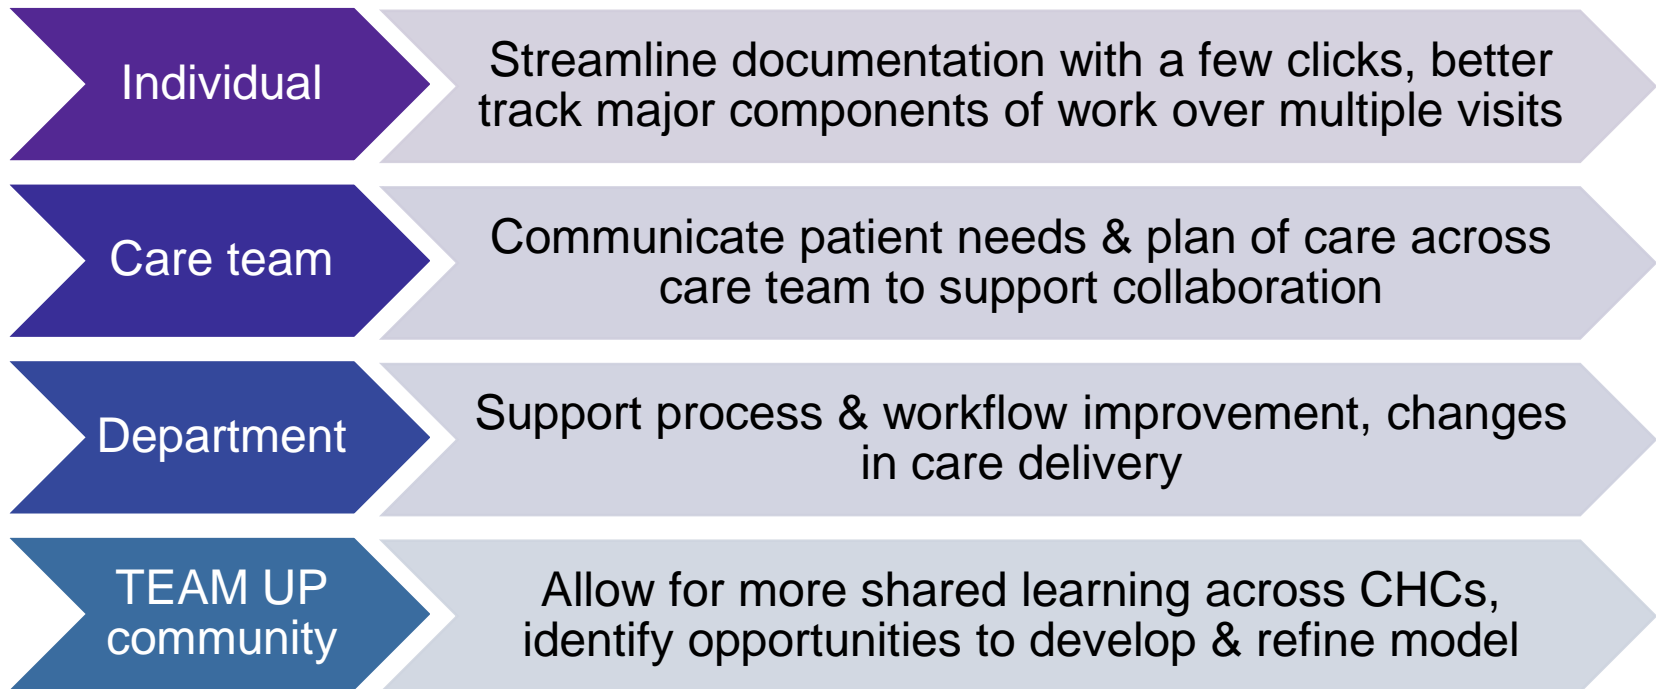 Individual
Streamline documentation with a few clicks, better
track major components of work over multiple visits
Care team
Communicate patient needs & plan of care across
care team to support collaboration
Department
Support process & workflow improvement, changes
in care delivery
TEAM UP
community
Allow for more shared learning across CHCs,
identify opportunities to develop & refine model